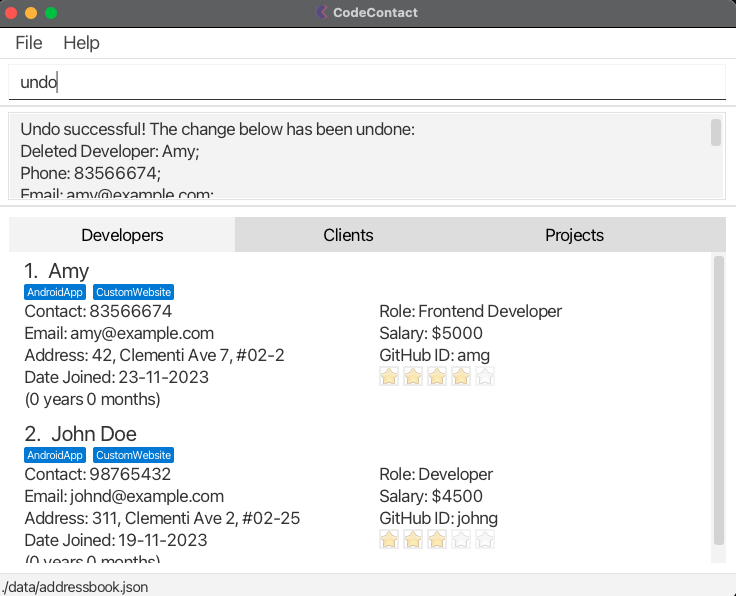 CodeContact
File Help
undo
Undo successful! The change below has been undone:
Deleted Developer: Amy;
Phone: 83566674;
Email: amy@example.com;
Developers Clients Projects
1. Amy
AndroidApp CustomWebsite
Contact: 83566674 Role: Frontend Developer
Email: amy@example.com Salary: $5000
Address: 42, Clementi Ave 7, #02-2 GitHub ID: amg
Date Joined: 23-11-2023
(0 years 0 months)
2. John Doe
AndroidApp CustomWebsite
Contact: 98765432 Role: Developer
Email: johnd@example.com Salary: $4500
Address: 311, Clementi Ave 2, #02-25 GitHub ID: johng
Date Joined: 19-11-2023
(0 years 0 months)
./data/addressbook.json